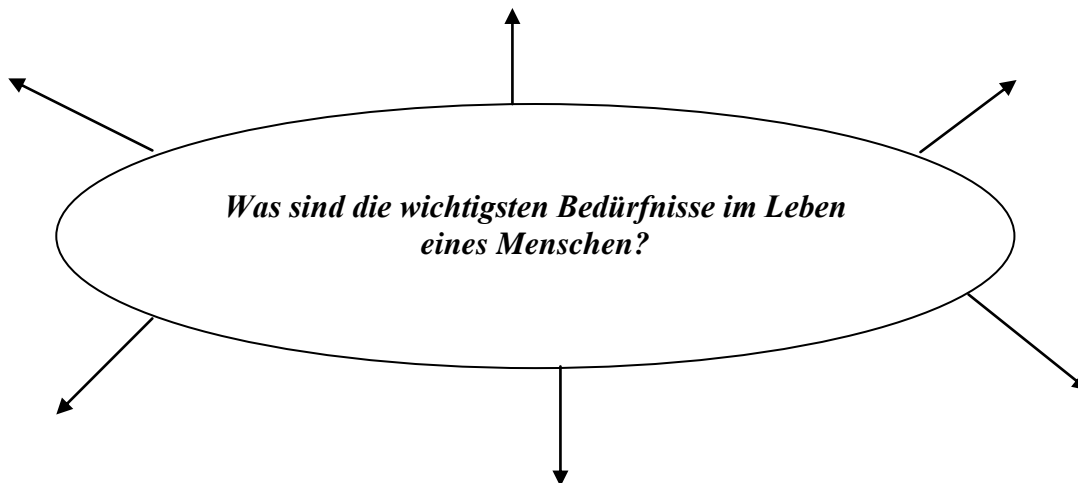 Was sind die wichtigsten Bedürfnisse im Leben
eines Menschen?